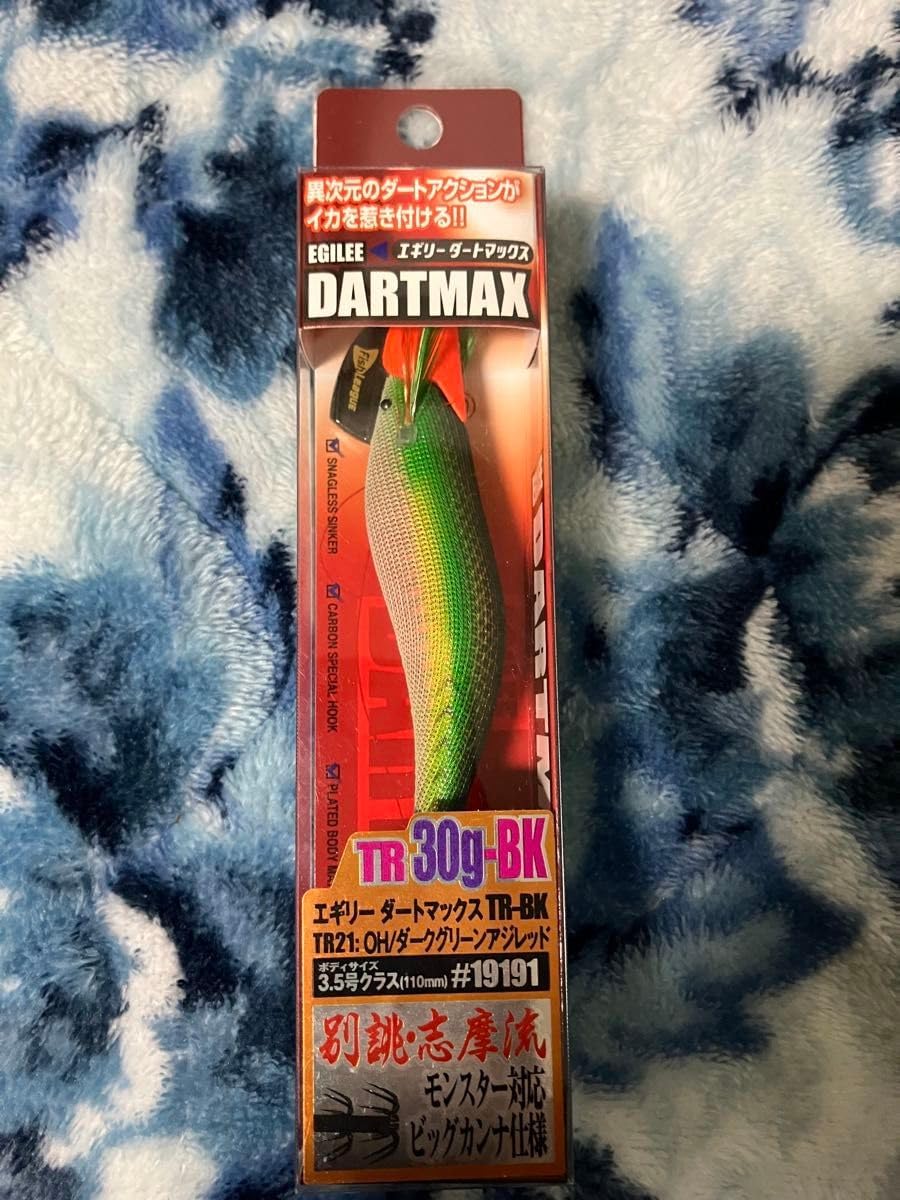 異次元のダートアクションが
イカを惹き付ける!!
EGILEE ◀ エギリー ダートマックス
DARTMAX
FishLeague
SNAGLESS SINKER
CARBON SPECIAL HOOK
PLATED BODY
TR 30g-BK
エギリー ダートマックス TR-BK
TR21: OH/ダークグリーンアジレッド
ボディサイズ
3.5号クラス(110mm) #19191
別誂・志摩流
モンスター対応
ビッグカンナ仕様